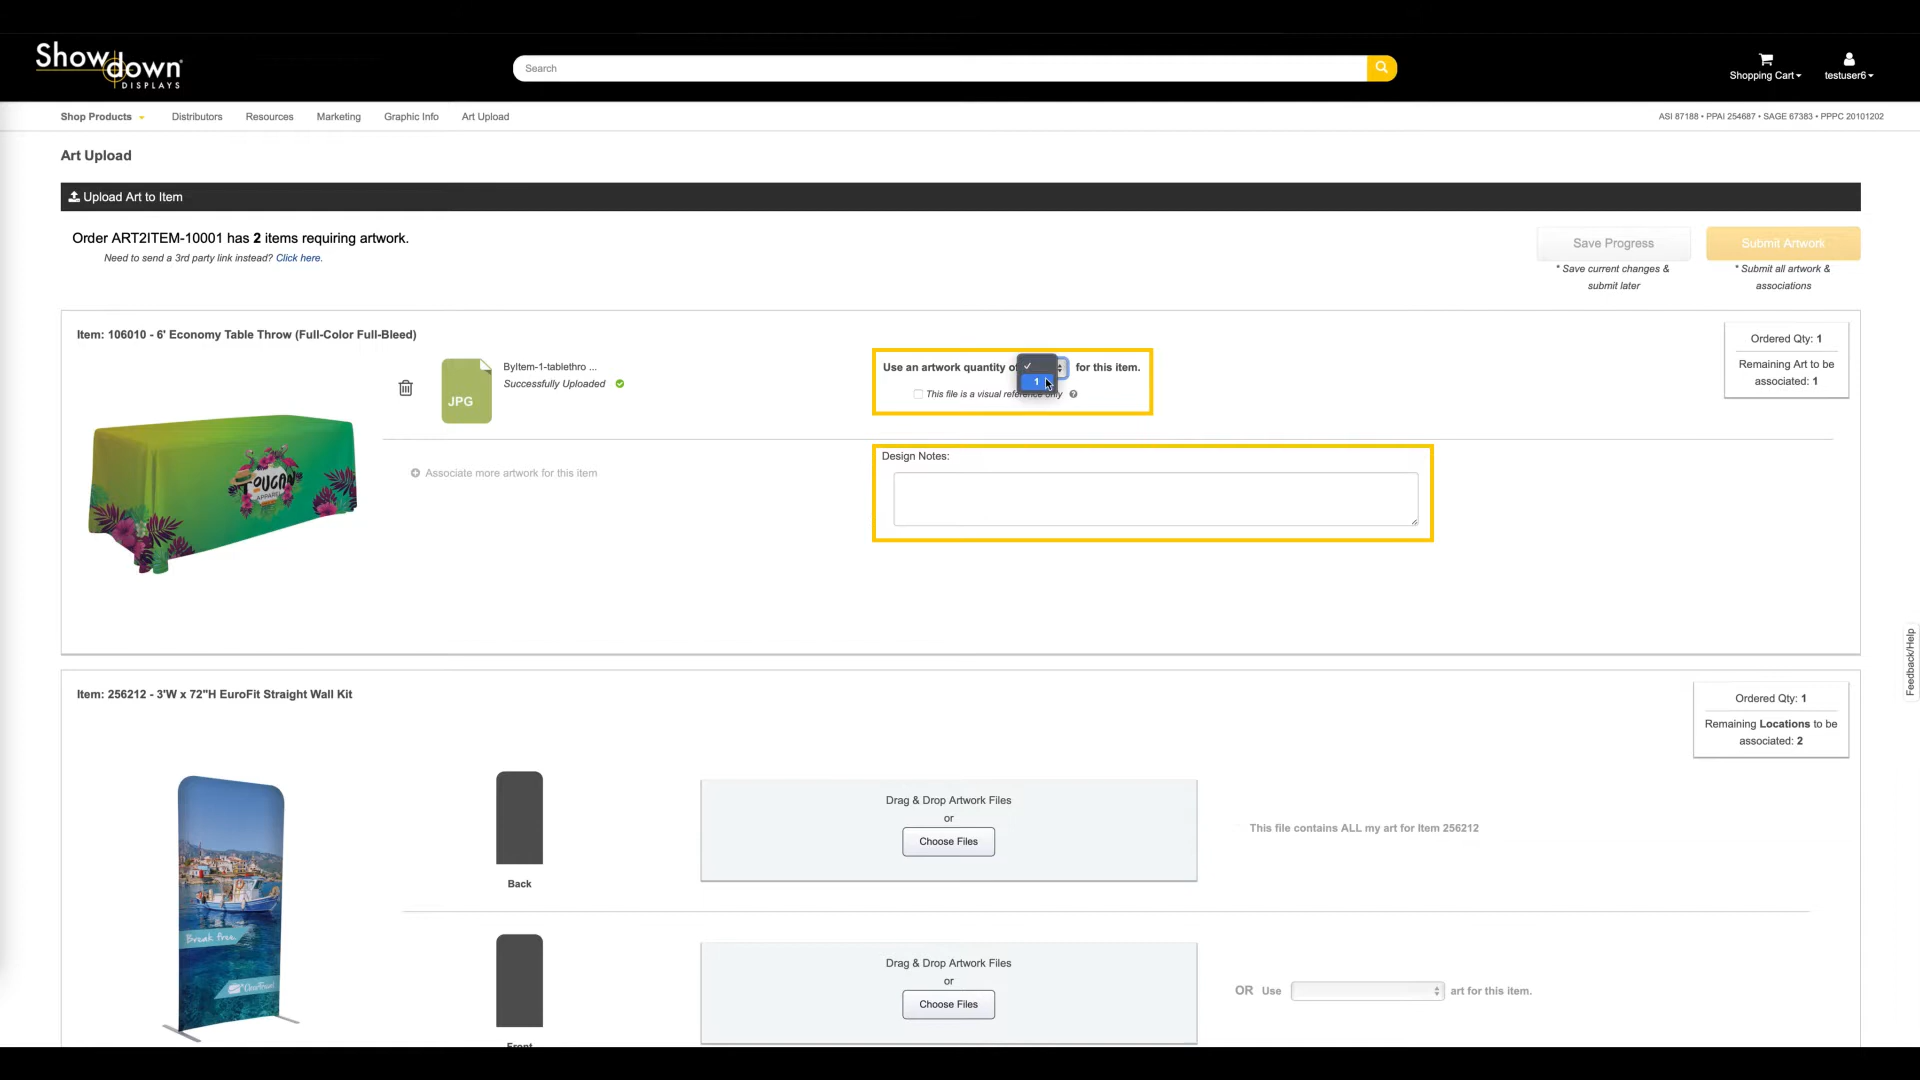 Showdown
DISPLAYS
Search
Shopping Cart
testuser6
Shop Products
Distributors
Resources
Marketing
Graphic Info
Art Upload
ASI 87188 • PPAI 254687 • SAGE 67383 • PPPC 20101202
Art Upload
Upload Art to Item
Order ART2ITEM-10001 has 2 items requiring artwork.
Need to send a 3rd party link instead? Click here.
Save Progress
* Save current changes &
submit later
Submit Artwork
* Submit all artwork &
associations
Item: 106010 - 6' Economy Table Throw (Full-Color Full-Bleed)
Ordered Qty: 1
Remaining Art to be
associated: 1
JPG
ByItem-1-tablethro ...
Successfully Uploaded
Use an artwork quantity of
✓
1
for this item.
This file is a visual reference only
TOUCAN
APPAREL
Associate more artwork for this item
Design Notes:
Feedback/Help
Item: 256212 - 3'W x 72"H EuroFit Straight Wall Kit
Ordered Qty: 1
Remaining Locations to be
associated: 2
Break free.
Back
Drag & Drop Artwork Files
or
Choose Files
This file contains ALL my art for Item 256212
Front
Drag & Drop Artwork Files
or
Choose Files
OR Use
art for this item.